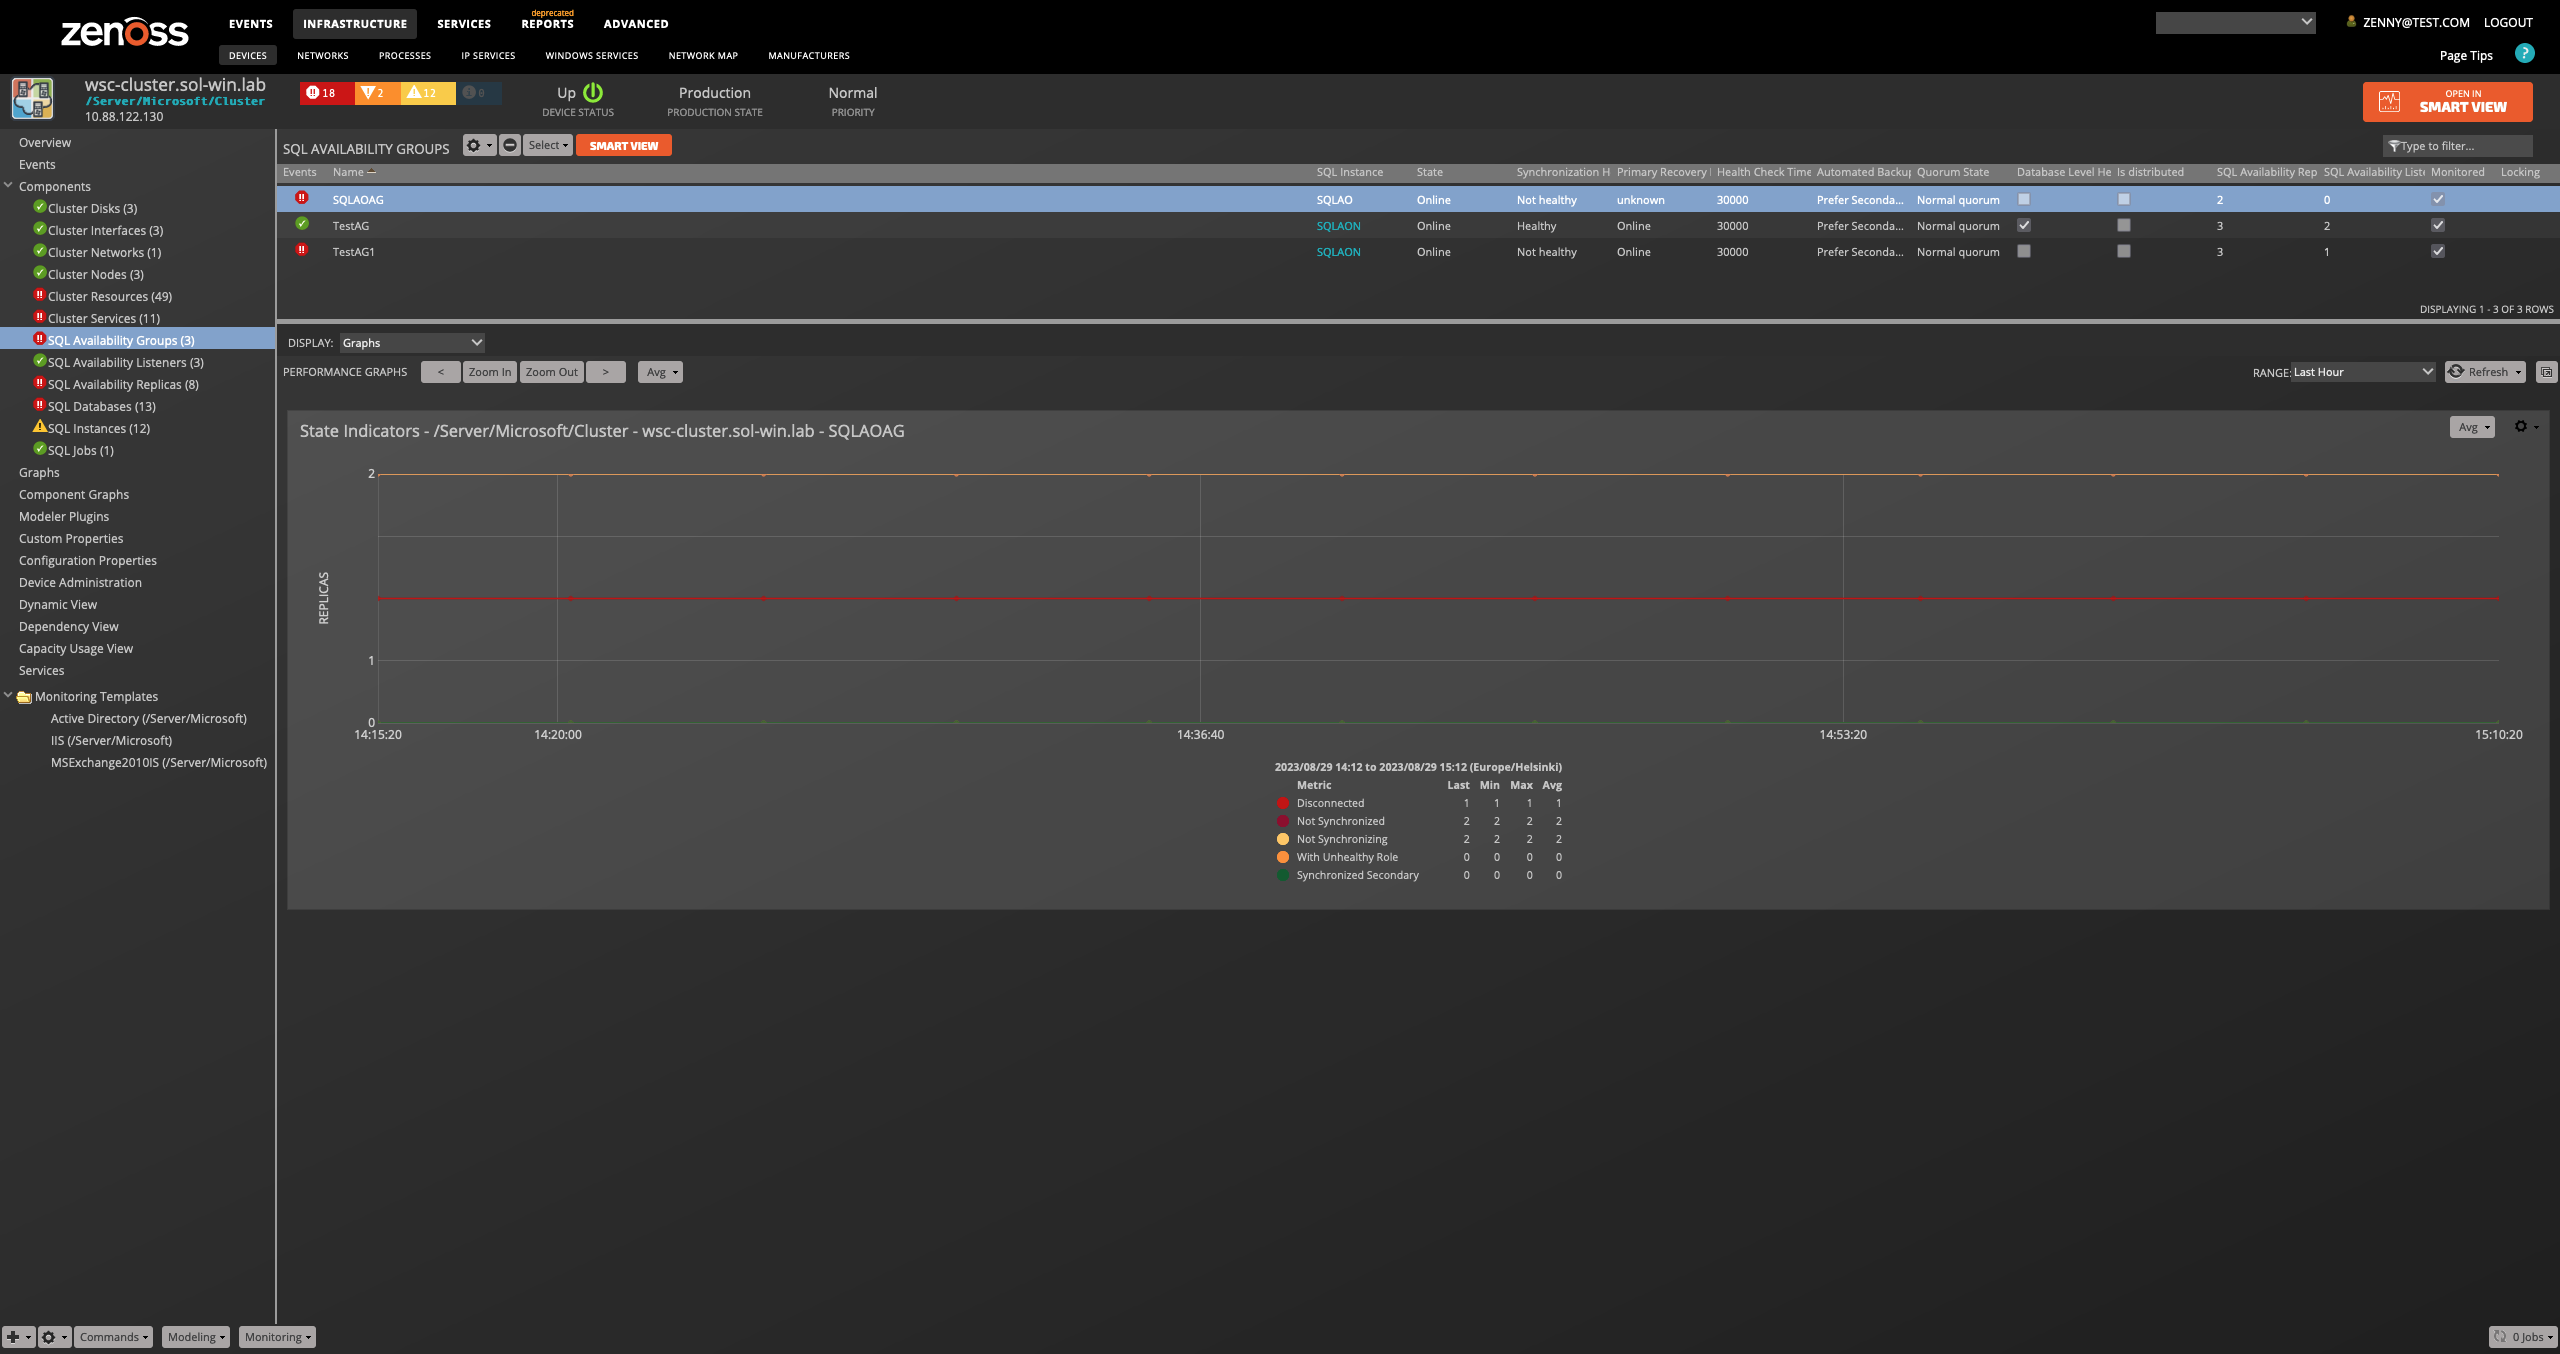 zenoss
EVENTS INFRASTRUCTURE SERVICES deprecated REPORTS ADVANCED
ZENNY@TEST.COM LOGOUT
DEVICES NETWORKS PROCESSES IP SERVICES WINDOWS SERVICES NETWORK MAP MANUFACTURERS
Page Tips ?
wsc-cluster.sol-win.lab
/Server/Microsoft/Cluster
10.88.122.130
18 2 12 0
Up Production Normal
DEVICE STATUS PRODUCTION STATE PRIORITY
OPEN IN
SMART VIEW
Overview
Events
Components
Cluster Disks (3)
Cluster Interfaces (3)
Cluster Networks (1)
Cluster Nodes (3)
Cluster Resources (49)
Cluster Services (11)
SQL Availability Groups (3)
SQL Availability Listeners (3)
SQL Availability Replicas (8)
SQL Databases (13)
SQL Instances (12)
SQL Jobs (1)
Graphs
Component Graphs
Modeler Plugins
Custom Properties
Configuration Properties
Device Administration
Dynamic View
Dependency View
Capacity Usage View
Services
Monitoring Templates
Active Directory (/Server/Microsoft)
IIS (/Server/Microsoft)
MSExchange2010IS (/Server/Microsoft)
SQL AVAILABILITY GROUPS Select SMART VIEW Type to filter...
Events Name SQL Instance State Synchronization H Primary Recovery Health Check Time Automated Backup Quorum State Database Level He Is distributed SQL Availability Rep SQL Availability Liste Monitored Locking
SQLAOAG SQLAO Online Not healthy unknown 30000 Prefer Seconda... Normal quorum 2 0
TestAG SQLAON Online Healthy Online 30000 Prefer Seconda... Normal quorum 3 2
TestAG1 SQLAON Online Not healthy Online 30000 Prefer Seconda... Normal quorum 3 1
DISPLAYING 1 - 3 OF 3 ROWS
DISPLAY: Graphs
PERFORMANCE GRAPHS < Zoom In Zoom Out > Avg RANGE: Last Hour Refresh
State Indicators - /Server/Microsoft/Cluster - wsc-cluster.sol-win.lab - SQLAOAG
Avg
REPLICAS
2
1
0
14:15:20 14:20:00 14:36:40 14:53:20 15:10:20
2023/08/29 14:12 to 2023/08/29 15:12 (Europe/Helsinki)
Metric Last Min Max Avg
Disconnected 1 1 1 1
Not Synchronized 2 2 2 2
Not Synchronizing 2 2 2 2
With Unhealthy Role 0 0 0 0
Synchronized Secondary 0 0 0 0
Commands Modeling Monitoring 0 Jobs